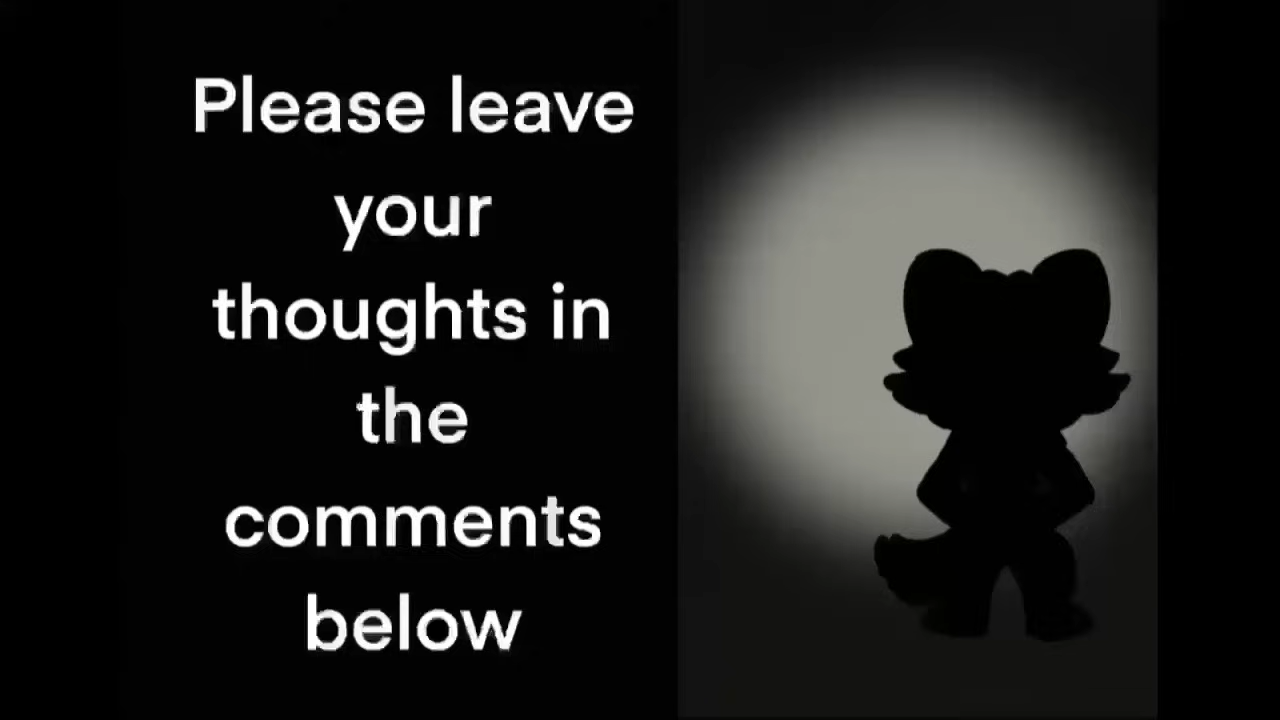 Please leave
your
thoughts in
the
comments
below